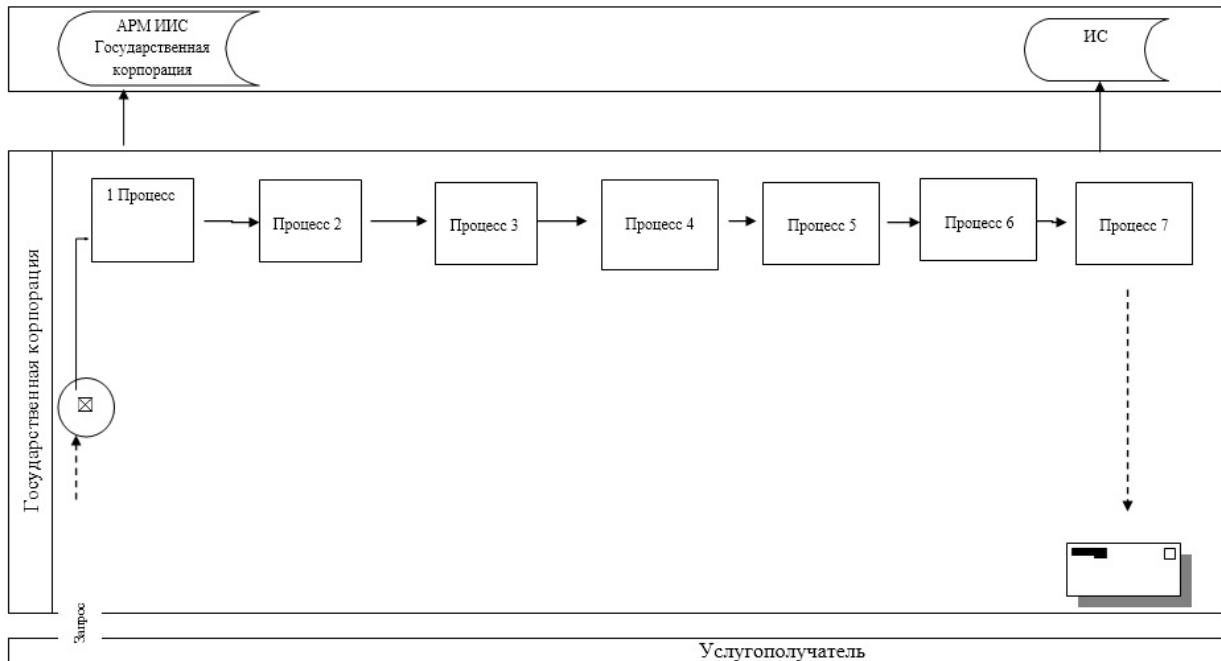 АРМ ИИС
Государственная
корпорация
ИС
Государственная корпорация
1 Процесс
Процесс 2
Процесс 3
Процесс 4
Процесс 5
Процесс 6
Процесс 7
Запрос
Услугополучатель